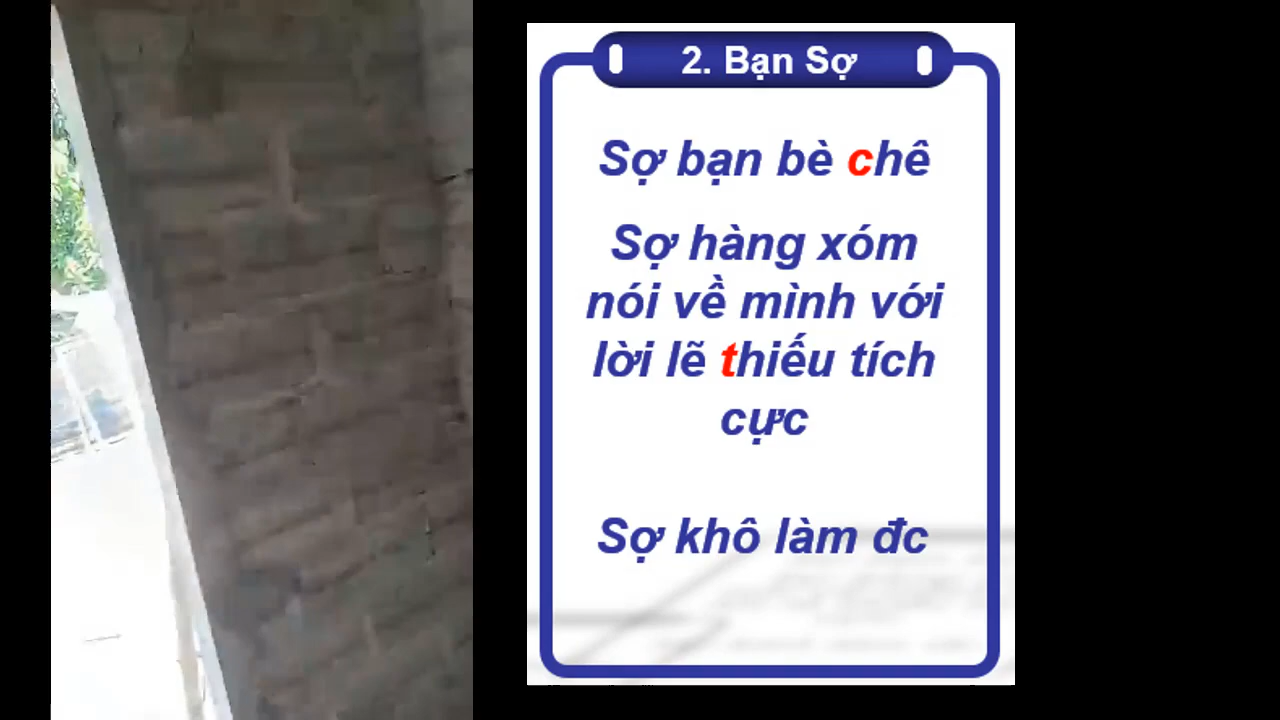 2. Bạn Sợ
Sợ bạn bè chê
Sợ hàng xóm
nói về mình với
lời lẽ thiếu tích
cực
Sợ khô làm đc